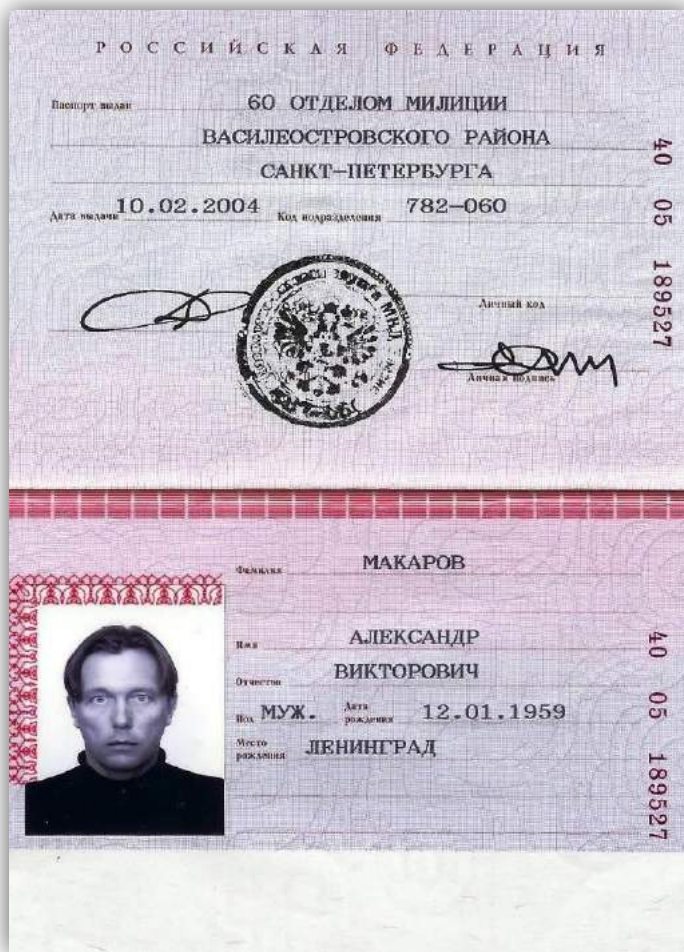 РОССИЙСКАЯ ФЕДЕРАЦИЯ
Паспорт выдан 60 ОТДЕЛОМ МИЛИЦИИ
ВАСИЛЕОСТРОВСКОГО РАЙОНА
САНКТ-ПЕТЕРБУРГА
Дата выдачи 10.02.2004 Код подразделения 782-060
40 05 189527
Личный код
Личная подпись
Фамилия МАКАРОВ
Имя АЛЕКСАНДР
Отчество ВИКТОРОВИЧ
Пол МУЖ. Дата рождения 12.01.1959
Место рождения ЛЕНИНГРАД
40 05 189527